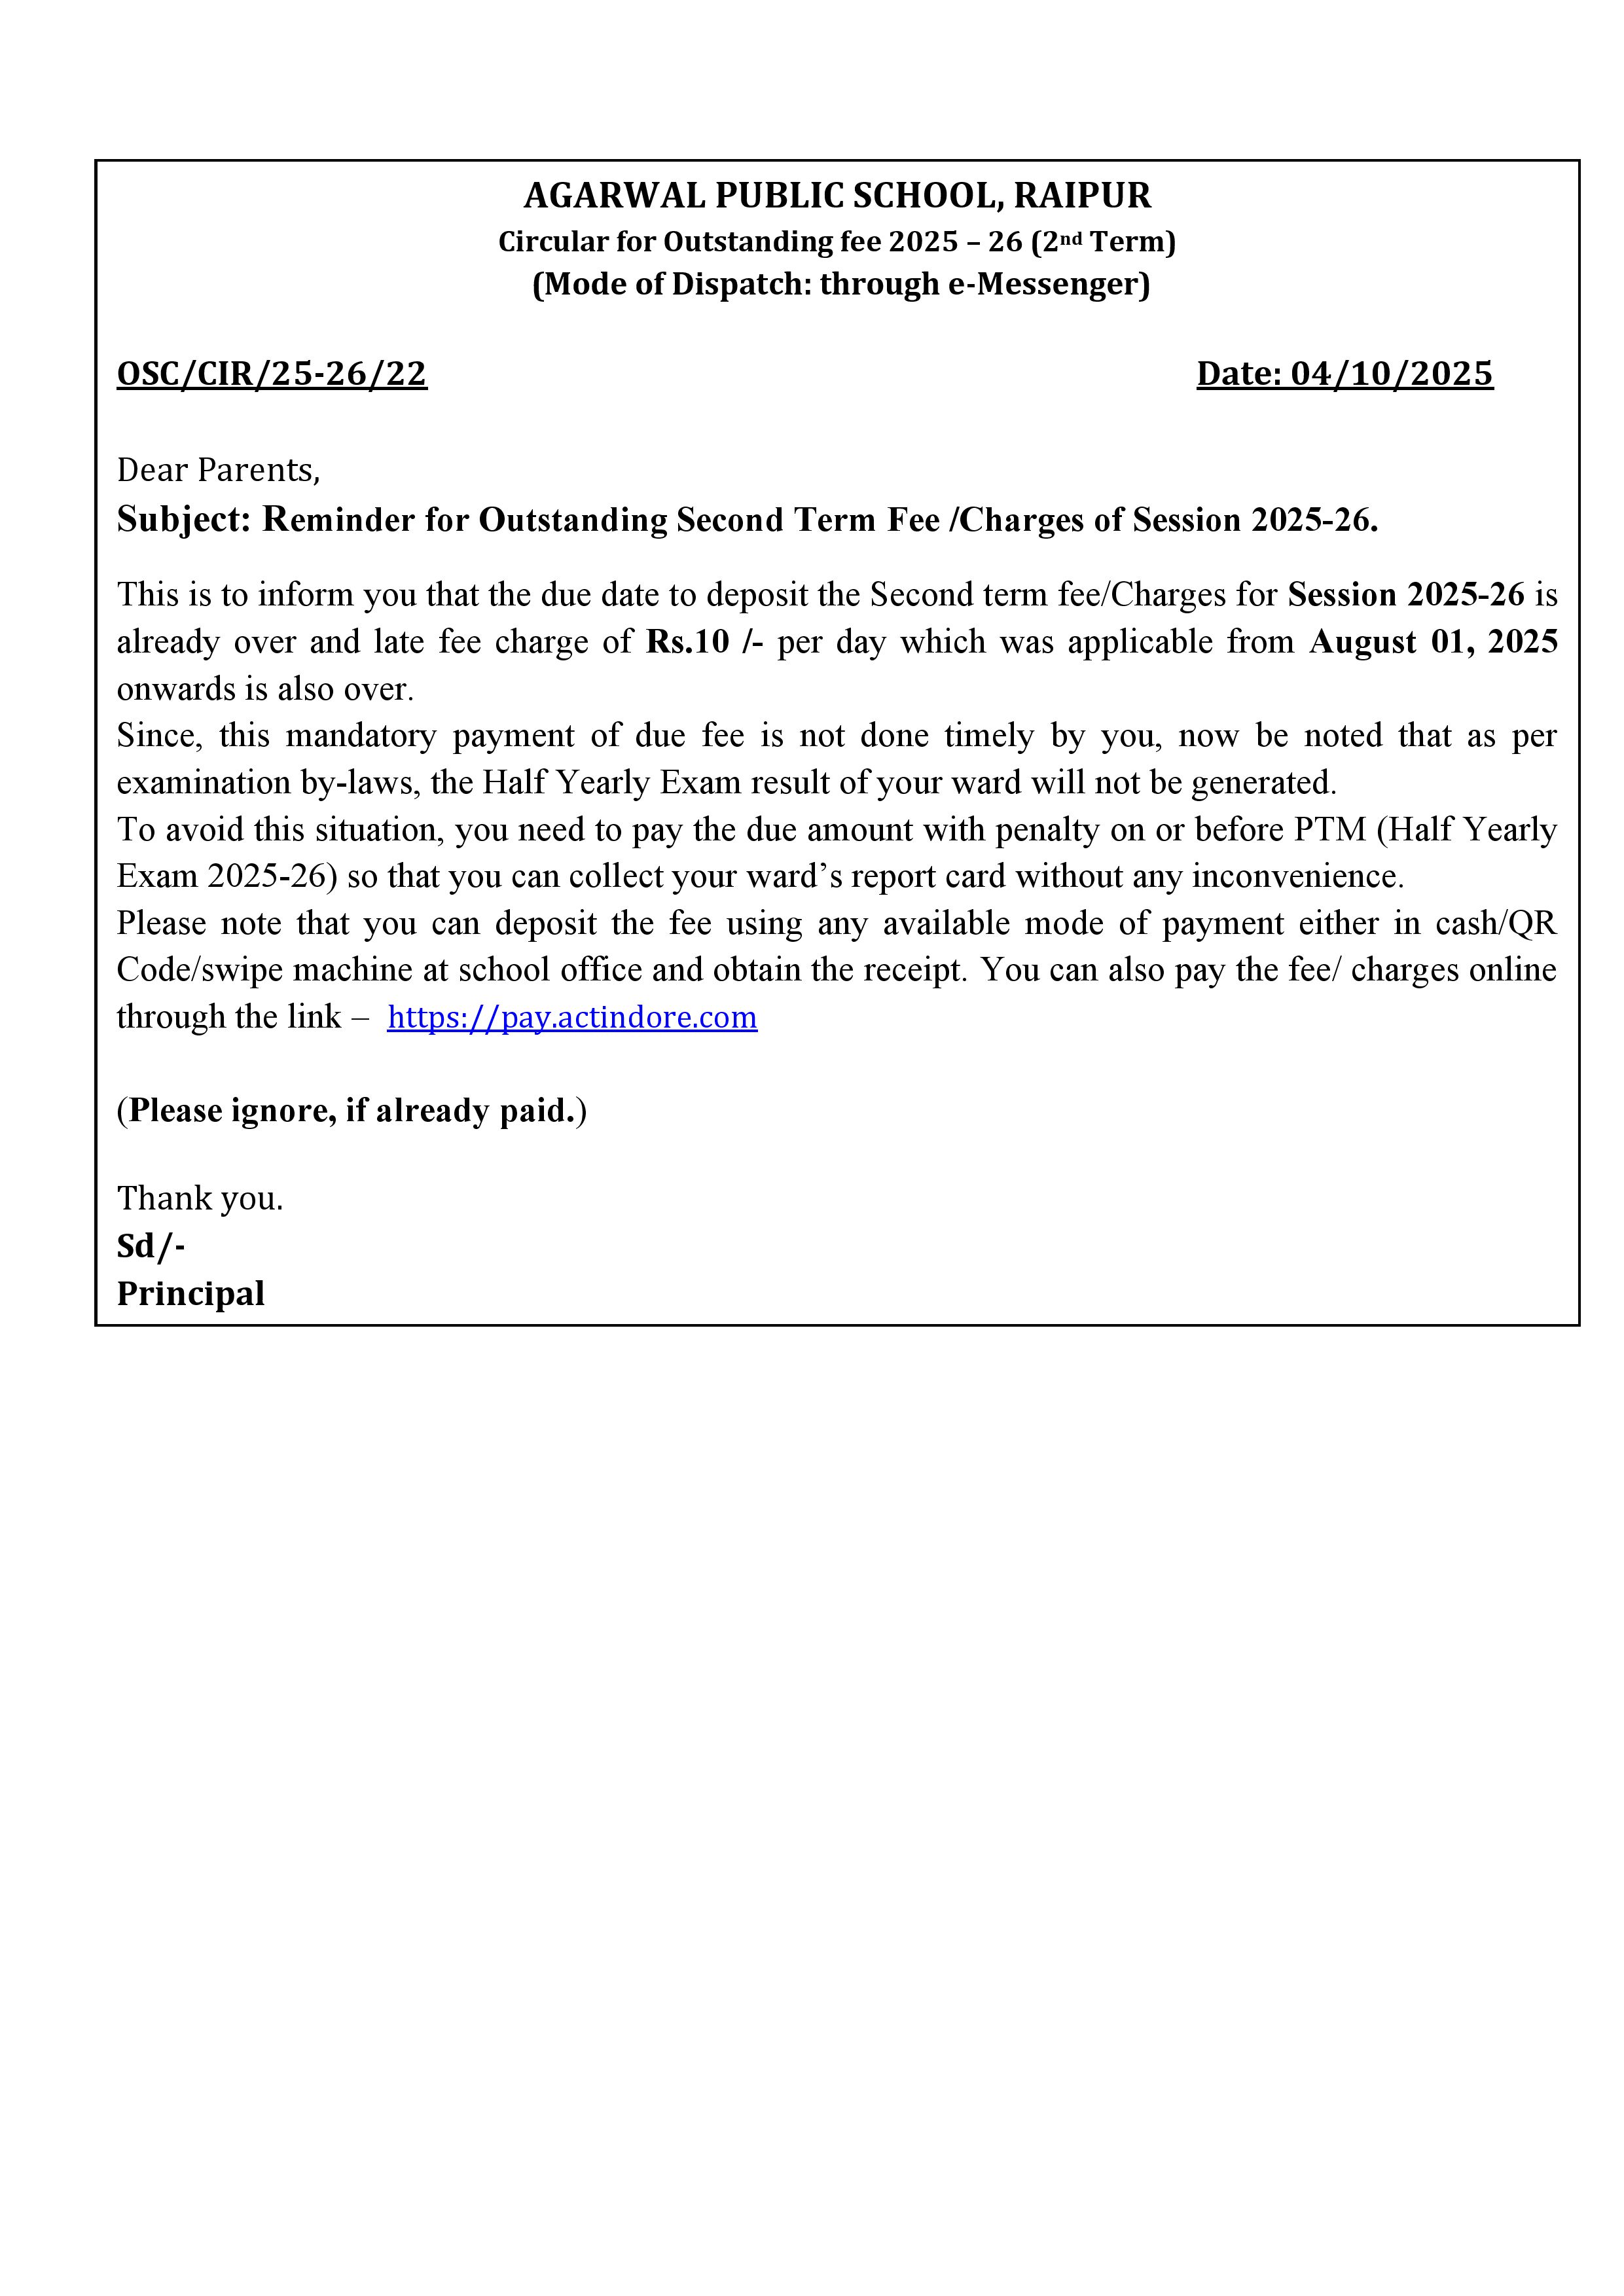 AGARWAL PUBLIC SCHOOL, RAIPUR
Circular for Outstanding fee 2025 – 26 (2nd Term)
(Mode of Dispatch: through e-Messenger)
OSC/CIR/25-26/22 Date: 04/10/2025
Dear Parents,
Subject: Reminder for Outstanding Second Term Fee /Charges of Session 2025-26.
This is to inform you that the due date to deposit the Second term fee/Charges for Session 2025-26 is
already over and late fee charge of Rs.10 /- per day which was applicable from August 01, 2025
onwards is also over.
Since, this mandatory payment of due fee is not done timely by you, now be noted that as per
examination by-laws, the Half Yearly Exam result of your ward will not be generated.
To avoid this situation, you need to pay the due amount with penalty on or before PTM (Half Yearly
Exam 2025-26) so that you can collect your ward’s report card without any inconvenience.
Please note that you can deposit the fee using any available mode of payment either in cash/QR
Code/swipe machine at school office and obtain the receipt. You can also pay the fee/ charges online
through the link – https://pay.actindore.com
(Please ignore, if already paid.)
Thank you.
Sd/-
Principal